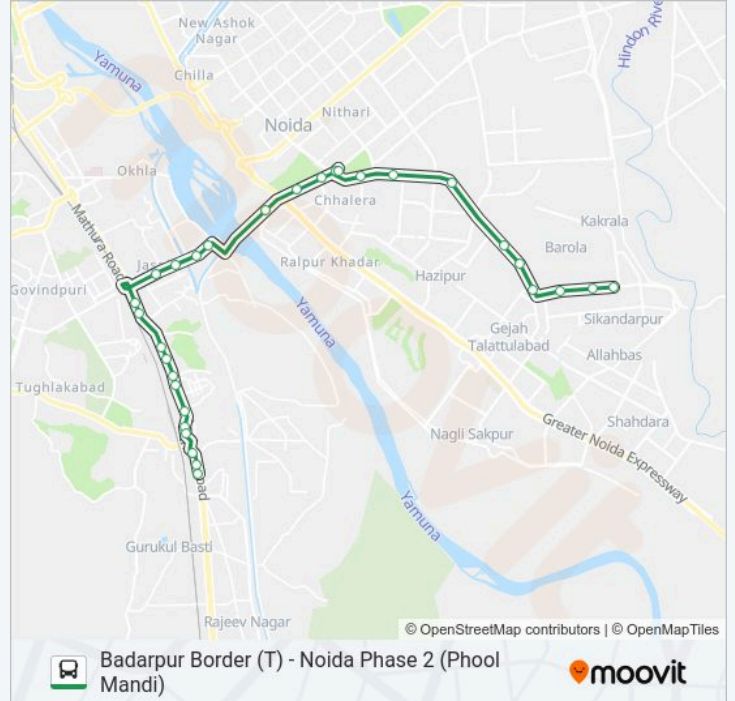 New Ashok
Nagar
Yamuna
Chilla
Hindon River
Nithari
Noida
Okhla
Chhalera
Mathura Road
Kakrala
Barola
Ralpur Khadar
Hazipur
Govindpuri
Yamuna
Sikandarpur
Gejah
Talattulabad
Allahbas
Tughlakabad
Shahdara
Nagli Sakpur
Greater Noida Expressway
Yamuna
Gurukul Basti
Rajeev Nagar
© OpenStreetMap contributors | © OpenMapTiles
Badarpur Border (T) - Noida Phase 2 (Phool
Mandi)
moovit